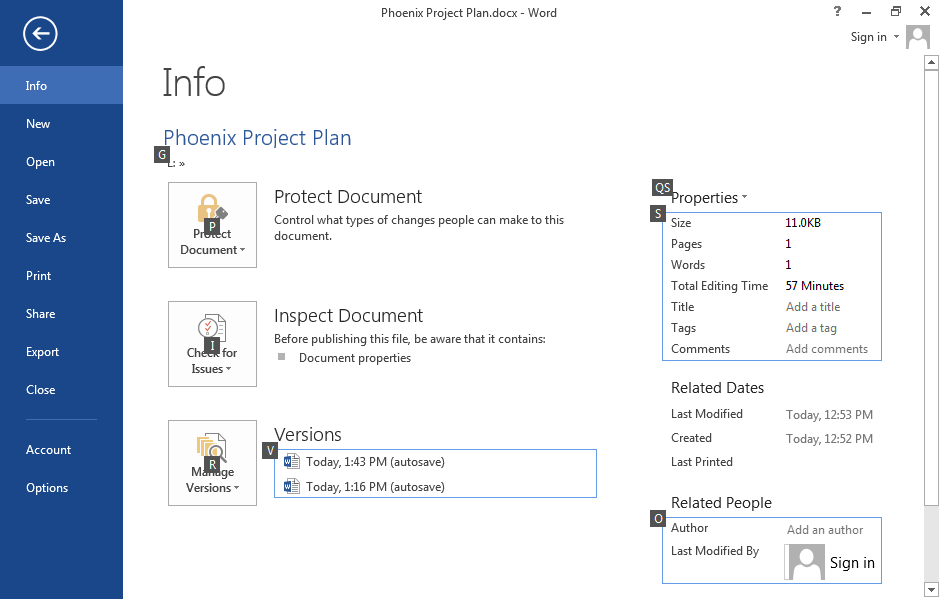 Phoenix Project Plan.docx - Word
?
Sign in
Info
New
Open
Save
Save As
Print
Share
Export
Close
Account
Options
Info
Phoenix Project Plan
G
L: »
P
Protect
Document
Protect Document
Control what types of changes people can make to this
document.
I
Check for
Issues
Inspect Document
Before publishing this file, be aware that it contains:
Document properties
R
Manage
Versions
Versions
V
Today, 1:43 PM (autosave)
Today, 1:16 PM (autosave)
QS
Properties
S
Size 11.0KB
Pages 1
Words 1
Total Editing Time 57 Minutes
Title Add a title
Tags Add a tag
Comments Add comments
Related Dates
Last Modified Today, 12:53 PM
Created Today, 12:52 PM
Last Printed
Related People
O
Author Add an author
Last Modified By Sign in